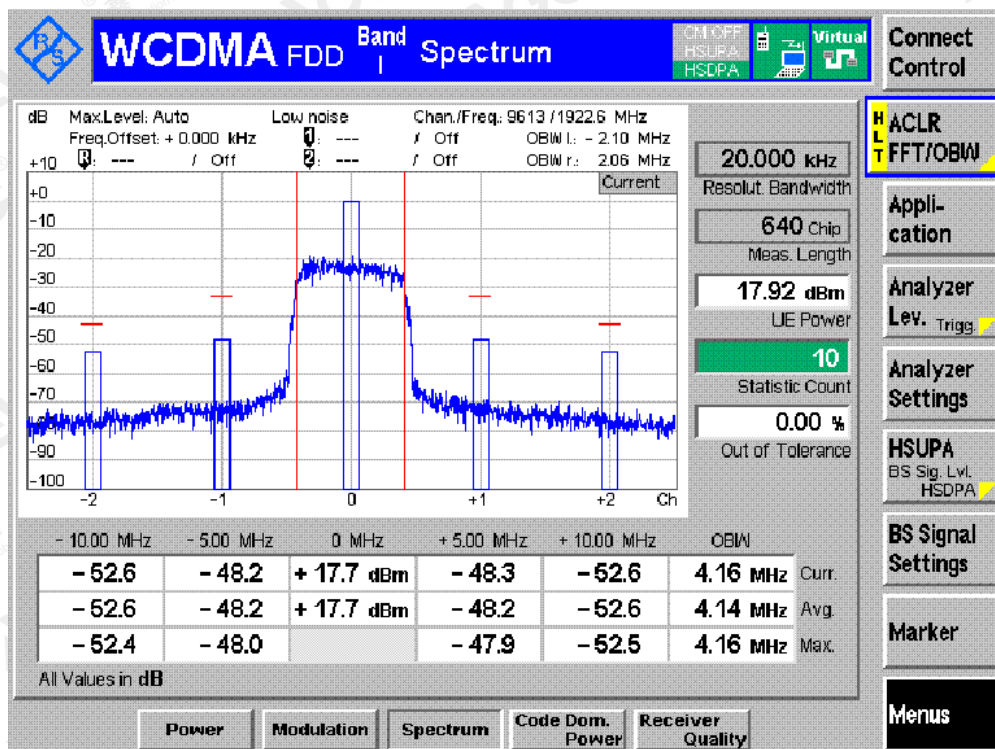 R S
WCDMA FDD Band I Spectrum
CM OFF
HSUPA
HSDPA
Virtual
Connect Control
dB Max.Level: Auto Low noise Chan./Freq.: 9613 / 1922.6 MHz
Freq.Offset: + 0.000 kHz 1: --- / Off OBW l.: - 2.10 MHz
R: --- / Off 2: --- / Off OBW r.: 2.06 MHz
Current
+10
+0
-10
-20
-30
-40
-50
-60
-70
-90
-100
-2 -1 0 +1 +2 Ch
20.000 kHz
Resolut. Bandwidth
640 Chip
Meas. Length
17.92 dBm
UE Power
10
Statistic Count
0.00 %
Out of Tolerance
- 10.00 MHz - 5.00 MHz 0 MHz + 5.00 MHz + 10.00 MHz OBW
- 52.6 - 48.2 + 17.7 dBm - 48.3 - 52.6 4.16 MHz Curr.
- 52.6 - 48.2 + 17.7 dBm - 48.2 - 52.6 4.14 MHz Avg.
- 52.4 - 48.0 - 47.9 - 52.5 4.16 MHz Max.
All Values in dB
HLT
ACLR
FFT/OBW
Appli-
cation
Analyzer
Lev. Trigg.
Analyzer
Settings
HSUPA
BS Sig. Lvl.
HSDPA
BS Signal
Settings
Marker
Menus
Power
Modulation
Spectrum
Code Dom.
Power
Receiver
Quality